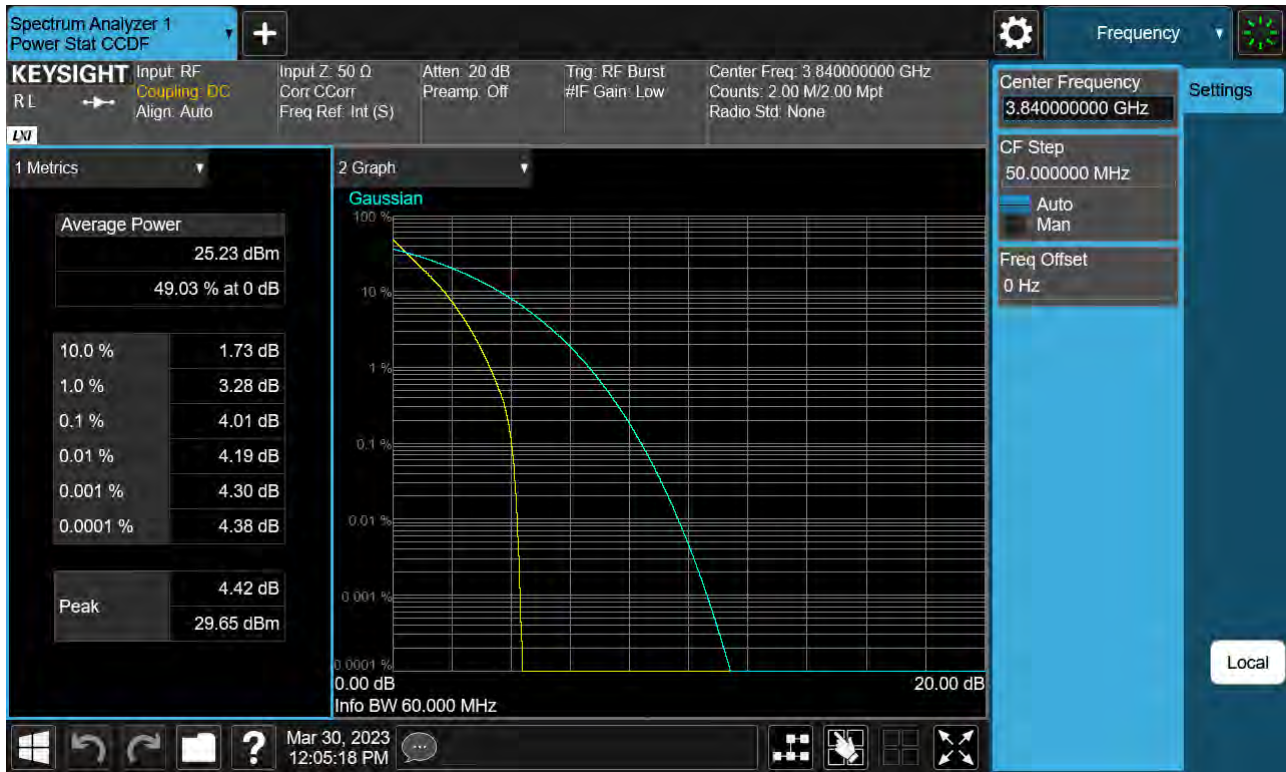 Spectrum Analyzer 1
Power Stat CCDF
Frequency
KEYSIGHT
RL
LXI
Input: RF
Coupling: DC
Align: Auto
Input Z: 50 Ω
Corr CCorr
Freq Ref: Int (S)
Atten: 20 dB
Preamp: Off
Trig: RF Burst
#IF Gain: Low
Center Freq: 3.840000000 GHz
Counts: 2.00 M/2.00 Mpt
Radio Std: None
Center Frequency
3.840000000 GHz
Settings
CF Step
50.000000 MHz
Auto
Man
Freq Offset
0 Hz
1 Metrics
Average Power
25.23 dBm
49.03 % at 0 dB
10.0 % 1.73 dB
1.0 % 3.28 dB
0.1 % 4.01 dB
0.01 % 4.19 dB
0.001 % 4.30 dB
0.0001 % 4.38 dB
Peak
4.42 dB
29.65 dBm
2 Graph
Gaussian
100 %
10 %
1 %
0.1 %
0.01 %
0.001 %
0.0001 %
0.00 dB 20.00 dB
Info BW 60.000 MHz
Local
?
Mar 30, 2023
12:05:18 PM